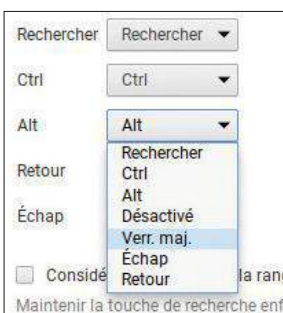 Rechercher Rechercher
Ctrl Ctrl
Alt Alt
Rechercher
Ctrl
Alt
Désactivé
Verr. maj.
Échap
Retour
Retour
Échap
Considé la rang
Maintenir la touche de recherche enf